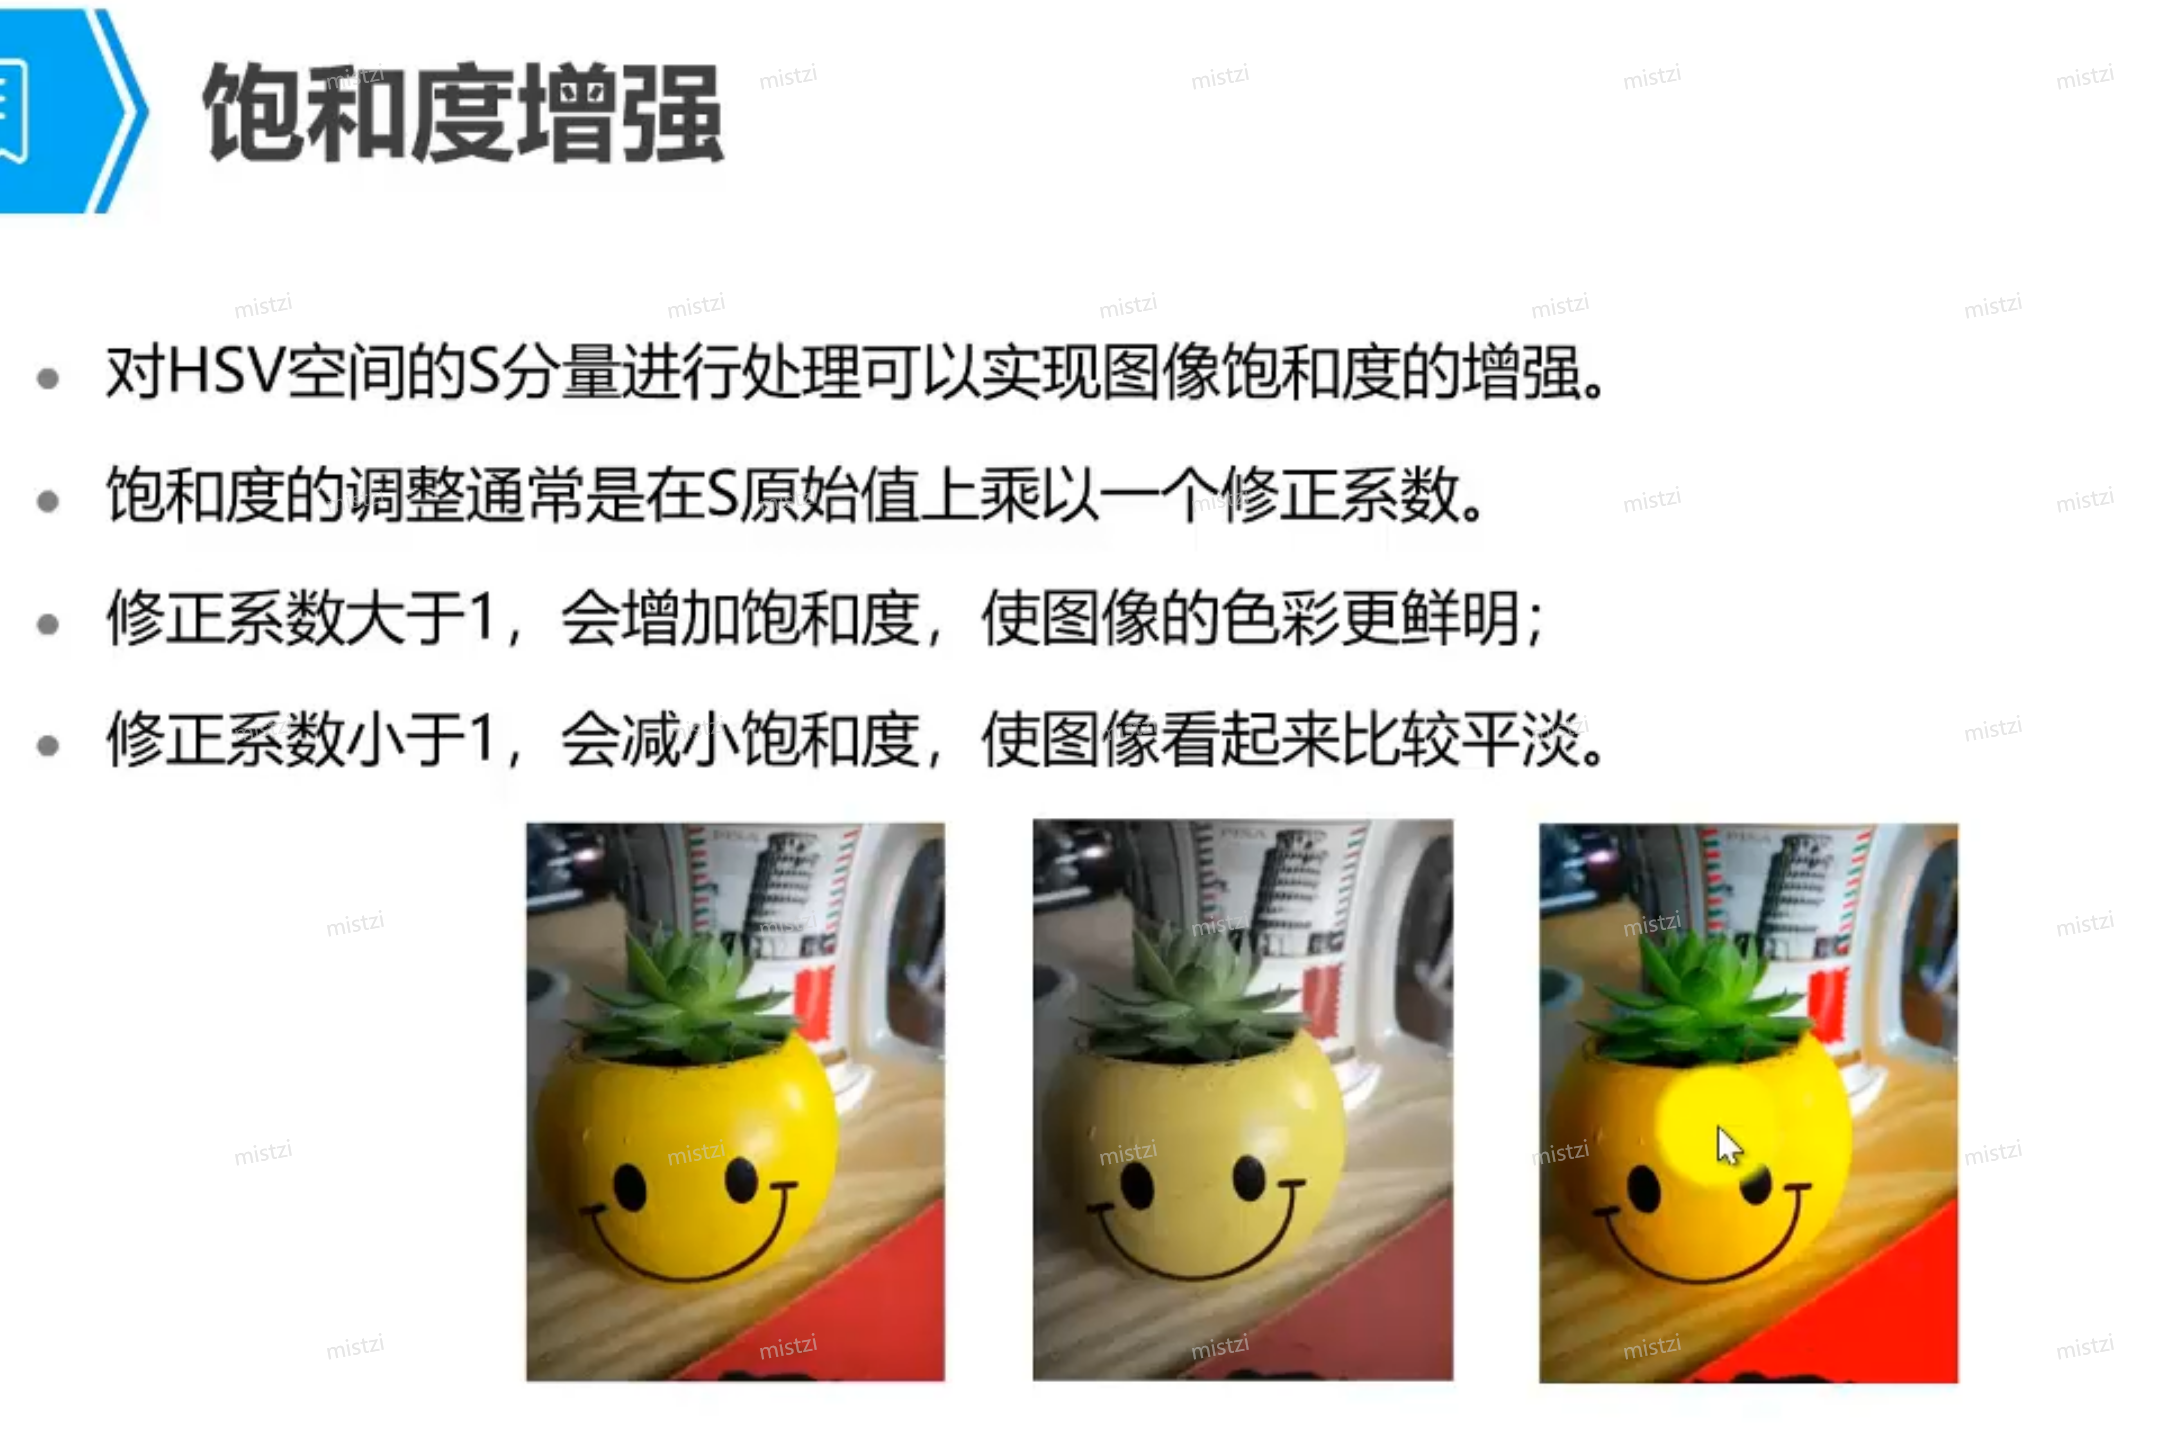 饱和度增强
对HSV空间的S分量进行处理可以实现图像饱和度的增强。
饱和度的调整通常是在S原始值上乘以一个修正系数。
修正系数大于1，会增加饱和度，使图像的色彩更鲜明；
修正系数小于1，会减小饱和度，使图像看起来比较平淡。
PISA
PISA
PISA
mistzi